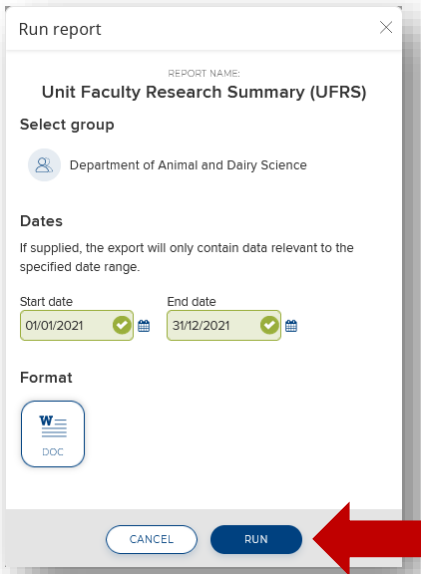 Run report
REPORT NAME:
Unit Faculty Research Summary (UFRS)
Select group
Department of Animal and Dairy Science
Dates
If supplied, the export will only contain data relevant to the
specified date range.
Start date
End date
01/01/2021
31/12/2021
Format
W
DOC
CANCEL
RUN